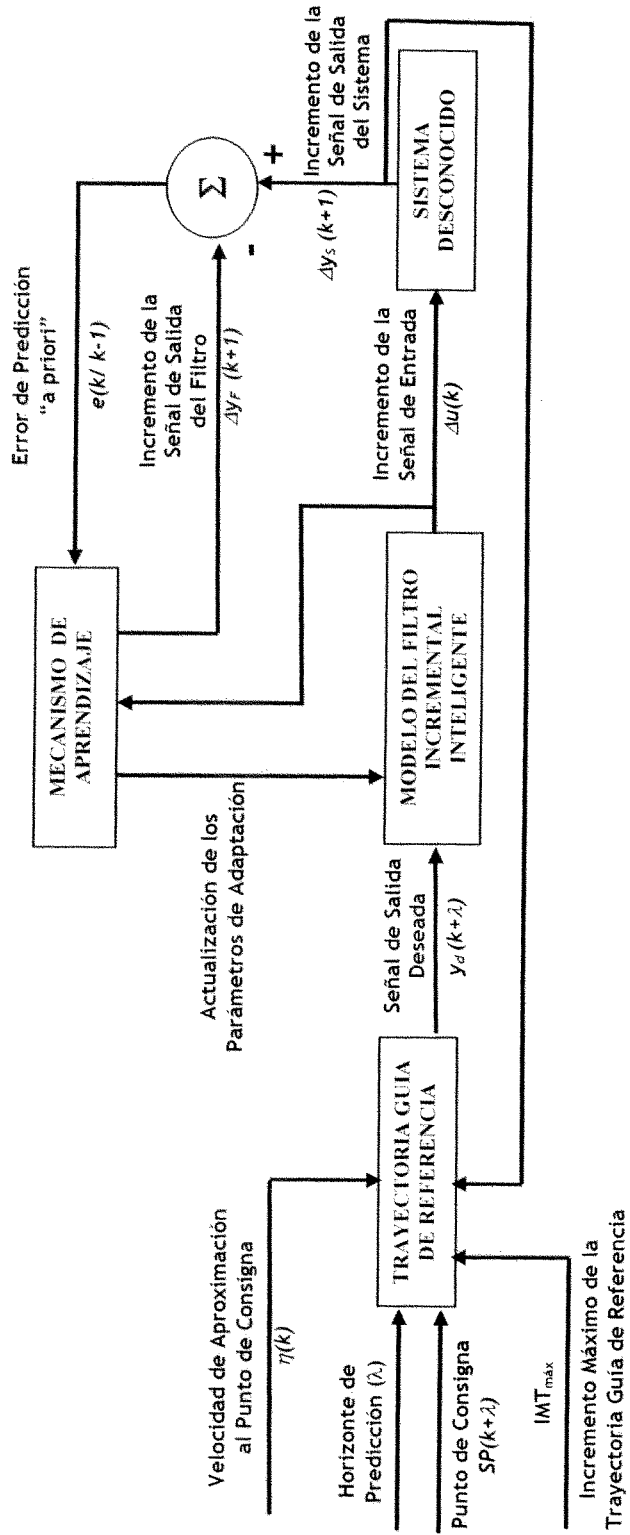 Error de Predicción
“a priori”
e(k/ k-1)
MECANISMO DE
APRENDIZAJE
Incremento de la
Señal de Salida
del Filtro
Δy_F (k+1)
Σ
+
-
Incremento de la
Señal de Salida
del Sistema
Δy_S (k+1)
Actualización de los
Parámetros de Adaptación
Velocidad de Aproximación
al Punto de Consigna
η(k)
Horizonte de
Predicción (λ)
Punto de Consigna
SP(k+λ)
IMT_máx
Incremento Máximo de la
Trayectoria Guía de Referencia
TRAYECTORIA GUIA
DE REFERENCIA
Señal de Salida
Deseada
y_d (k+λ)
MODELO DEL FILTRO
INCREMENTAL
INTELIGENTE
Incremento de la
Señal de Entrada
Δu(k)
SISTEMA
DESCONOCIDO